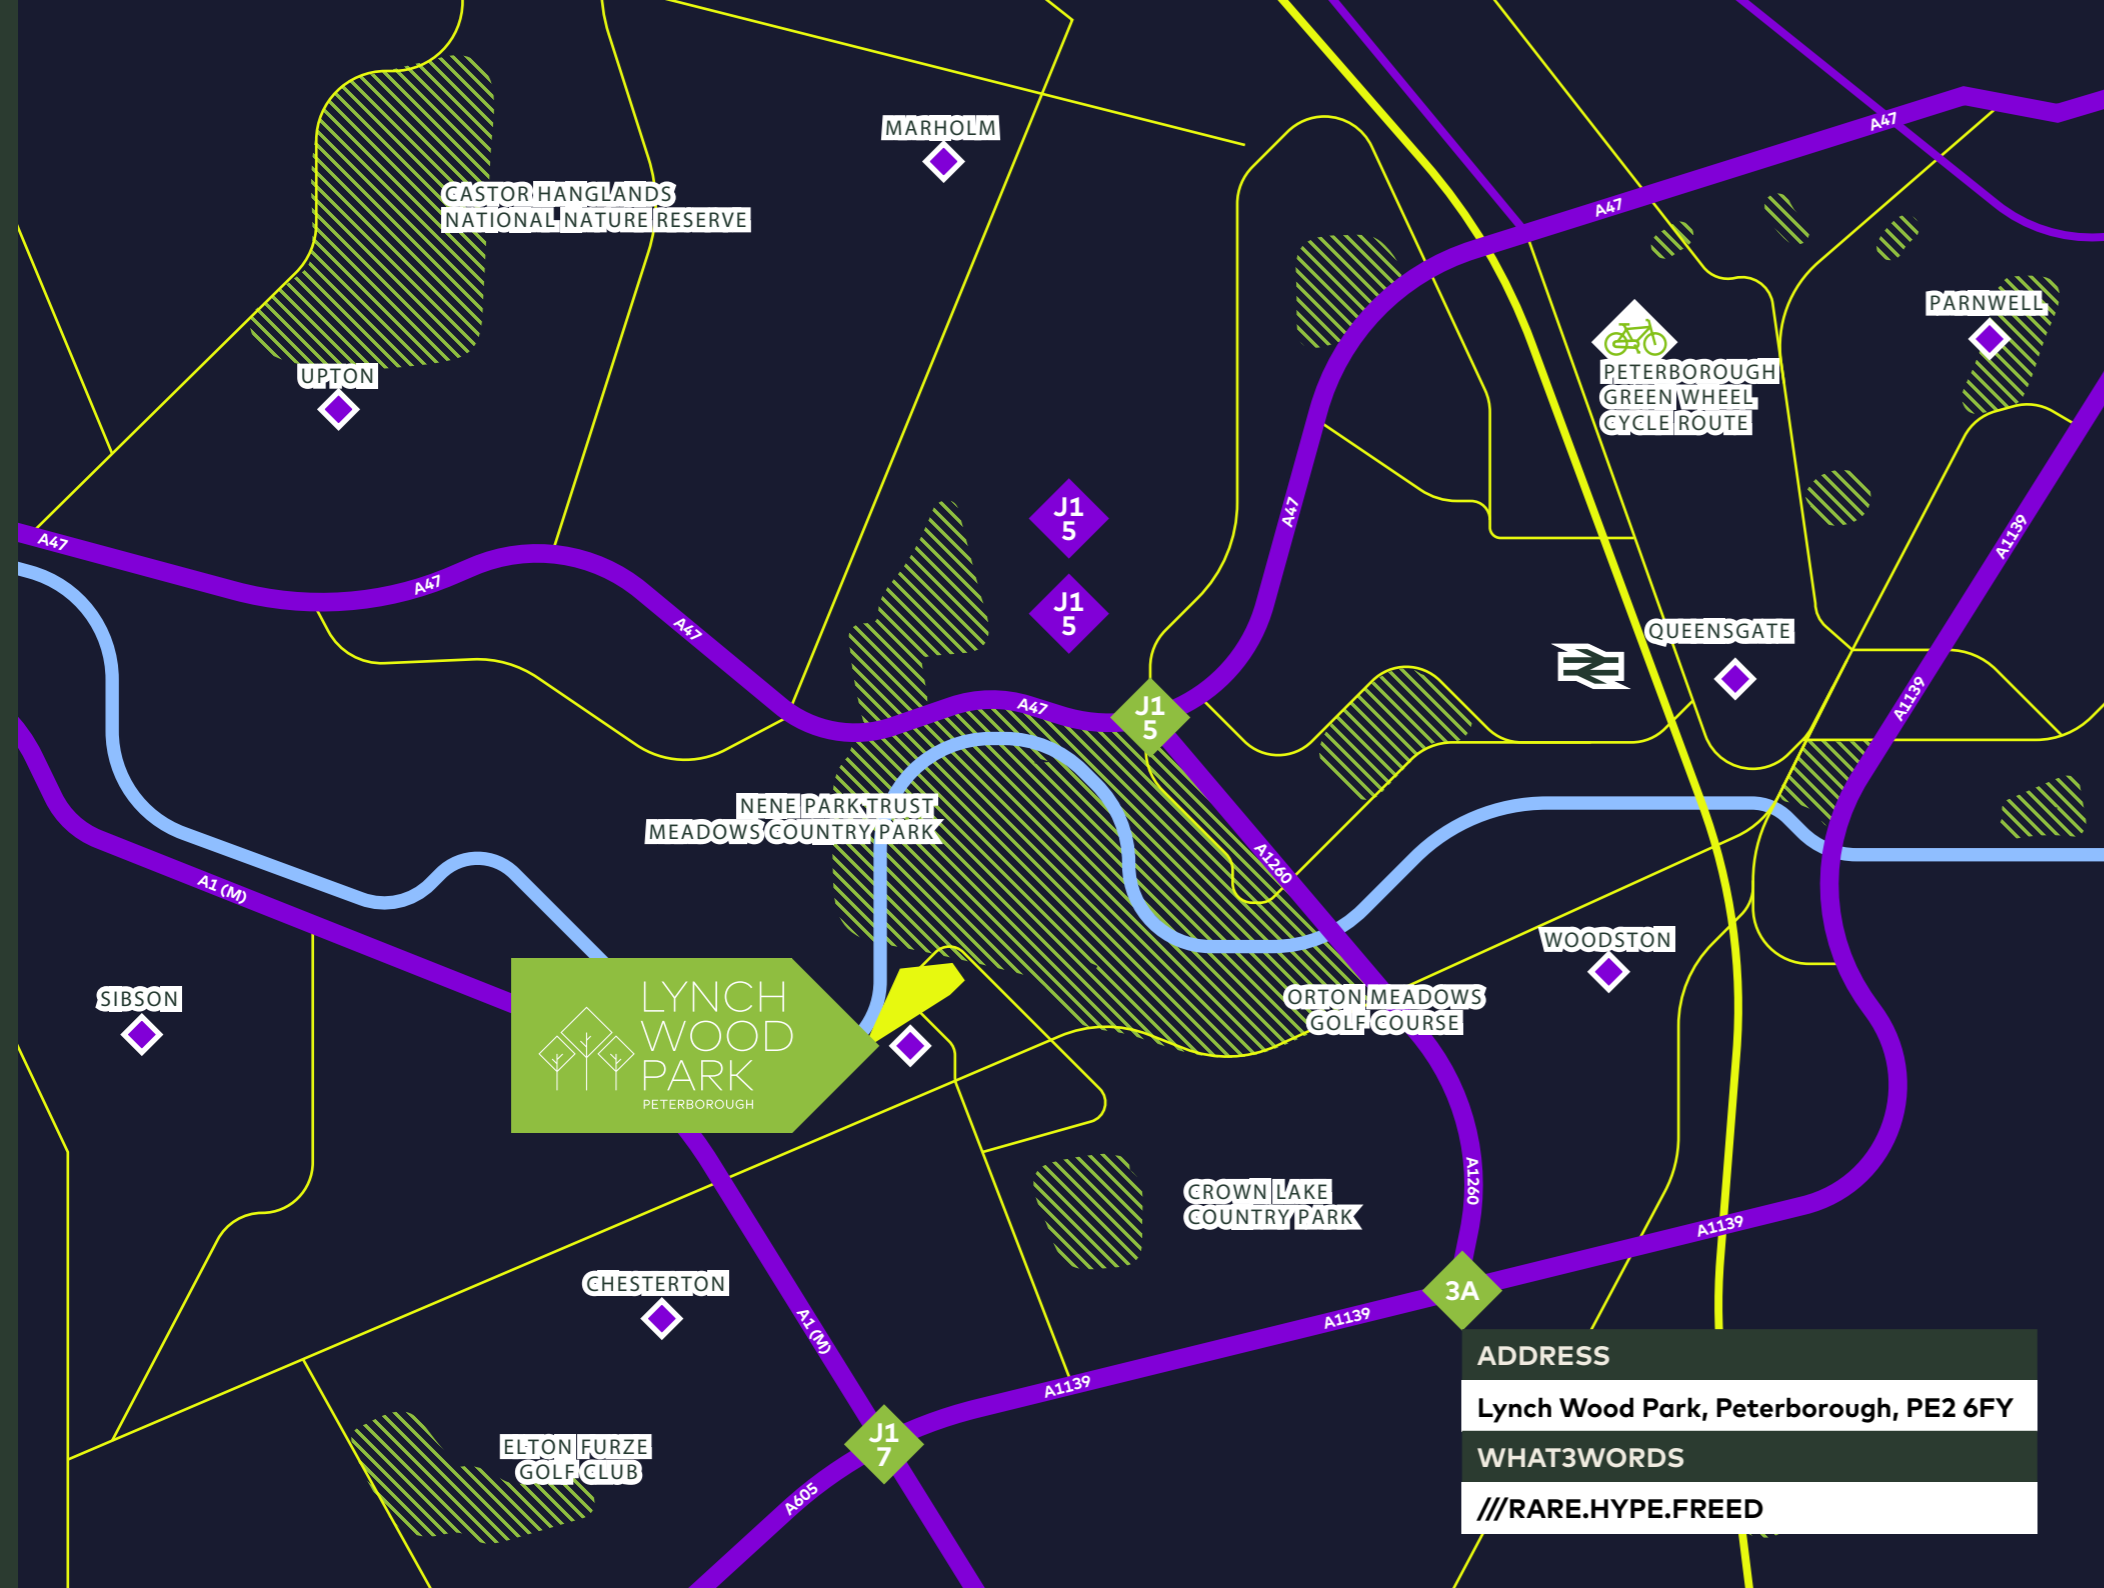 MARHOLM
A47
CASTOR HANGLANDS
NATIONAL NATURE RESERVE
A47
PARNWELL
UPTON
PETERBOROUGH
GREEN WHEEL
CYCLE ROUTE
J1
5
A47
A47
A1139
A47
J1
5
A47
QUEENSGATE
A47
J1
5
A1139
NENE PARK TRUST
MEADOWS COUNTRY PARK
A1260
A1 (M)
WOODSTON
SIBSON
LYNCH
WOOD
PARK
PETERBOROUGH
ORTON MEADOWS
GOLF COURSE
A1260
CROWN LAKE
COUNTRY PARK
A1139
CHESTERTON
3A
A1 (M)
A1139
A1139
J1
7
ELTON FURZE
GOLF CLUB
A605
ADDRESS
Lynch Wood Park, Peterborough, PE2 6FY
WHAT3WORDS
///RARE.HYPE.FREED